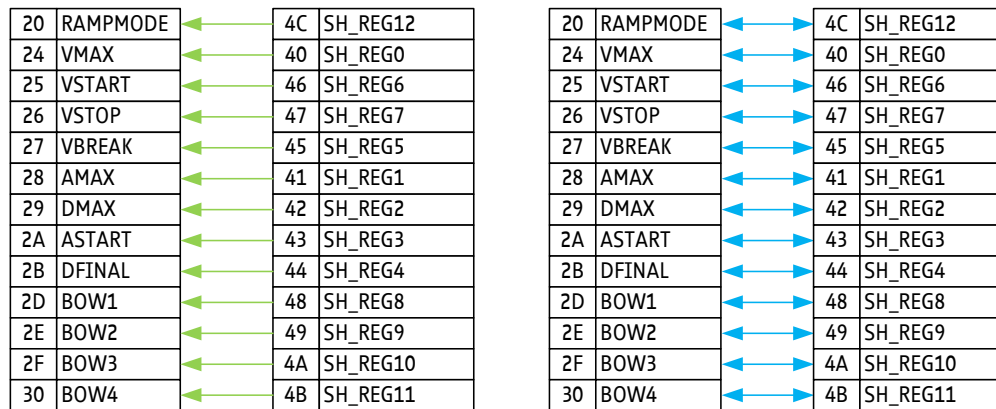 20 RAMPMODE 4C SH_REG12 20 RAMPMODE 4C SH_REG12
24 VMAX 40 SH_REG0 24 VMAX 40 SH_REG0
25 VSTART 46 SH_REG6 25 VSTART 46 SH_REG6
26 VSTOP 47 SH_REG7 26 VSTOP 47 SH_REG7
27 VBREAK 45 SH_REG5 27 VBREAK 45 SH_REG5
28 AMAX 41 SH_REG1 28 AMAX 41 SH_REG1
29 DMAX 42 SH_REG2 29 DMAX 42 SH_REG2
2A ASTART 43 SH_REG3 2A ASTART 43 SH_REG3
2B DFINAL 44 SH_REG4 2B DFINAL 44 SH_REG4
2D BOW1 48 SH_REG8 2D BOW1 48 SH_REG8
2E BOW2 49 SH_REG9 2E BOW2 49 SH_REG9
2F BOW3 4A SH_REG10 2F BOW3 4A SH_REG10
30 BOW4 4B SH_REG11 30 BOW4 4B SH_REG11